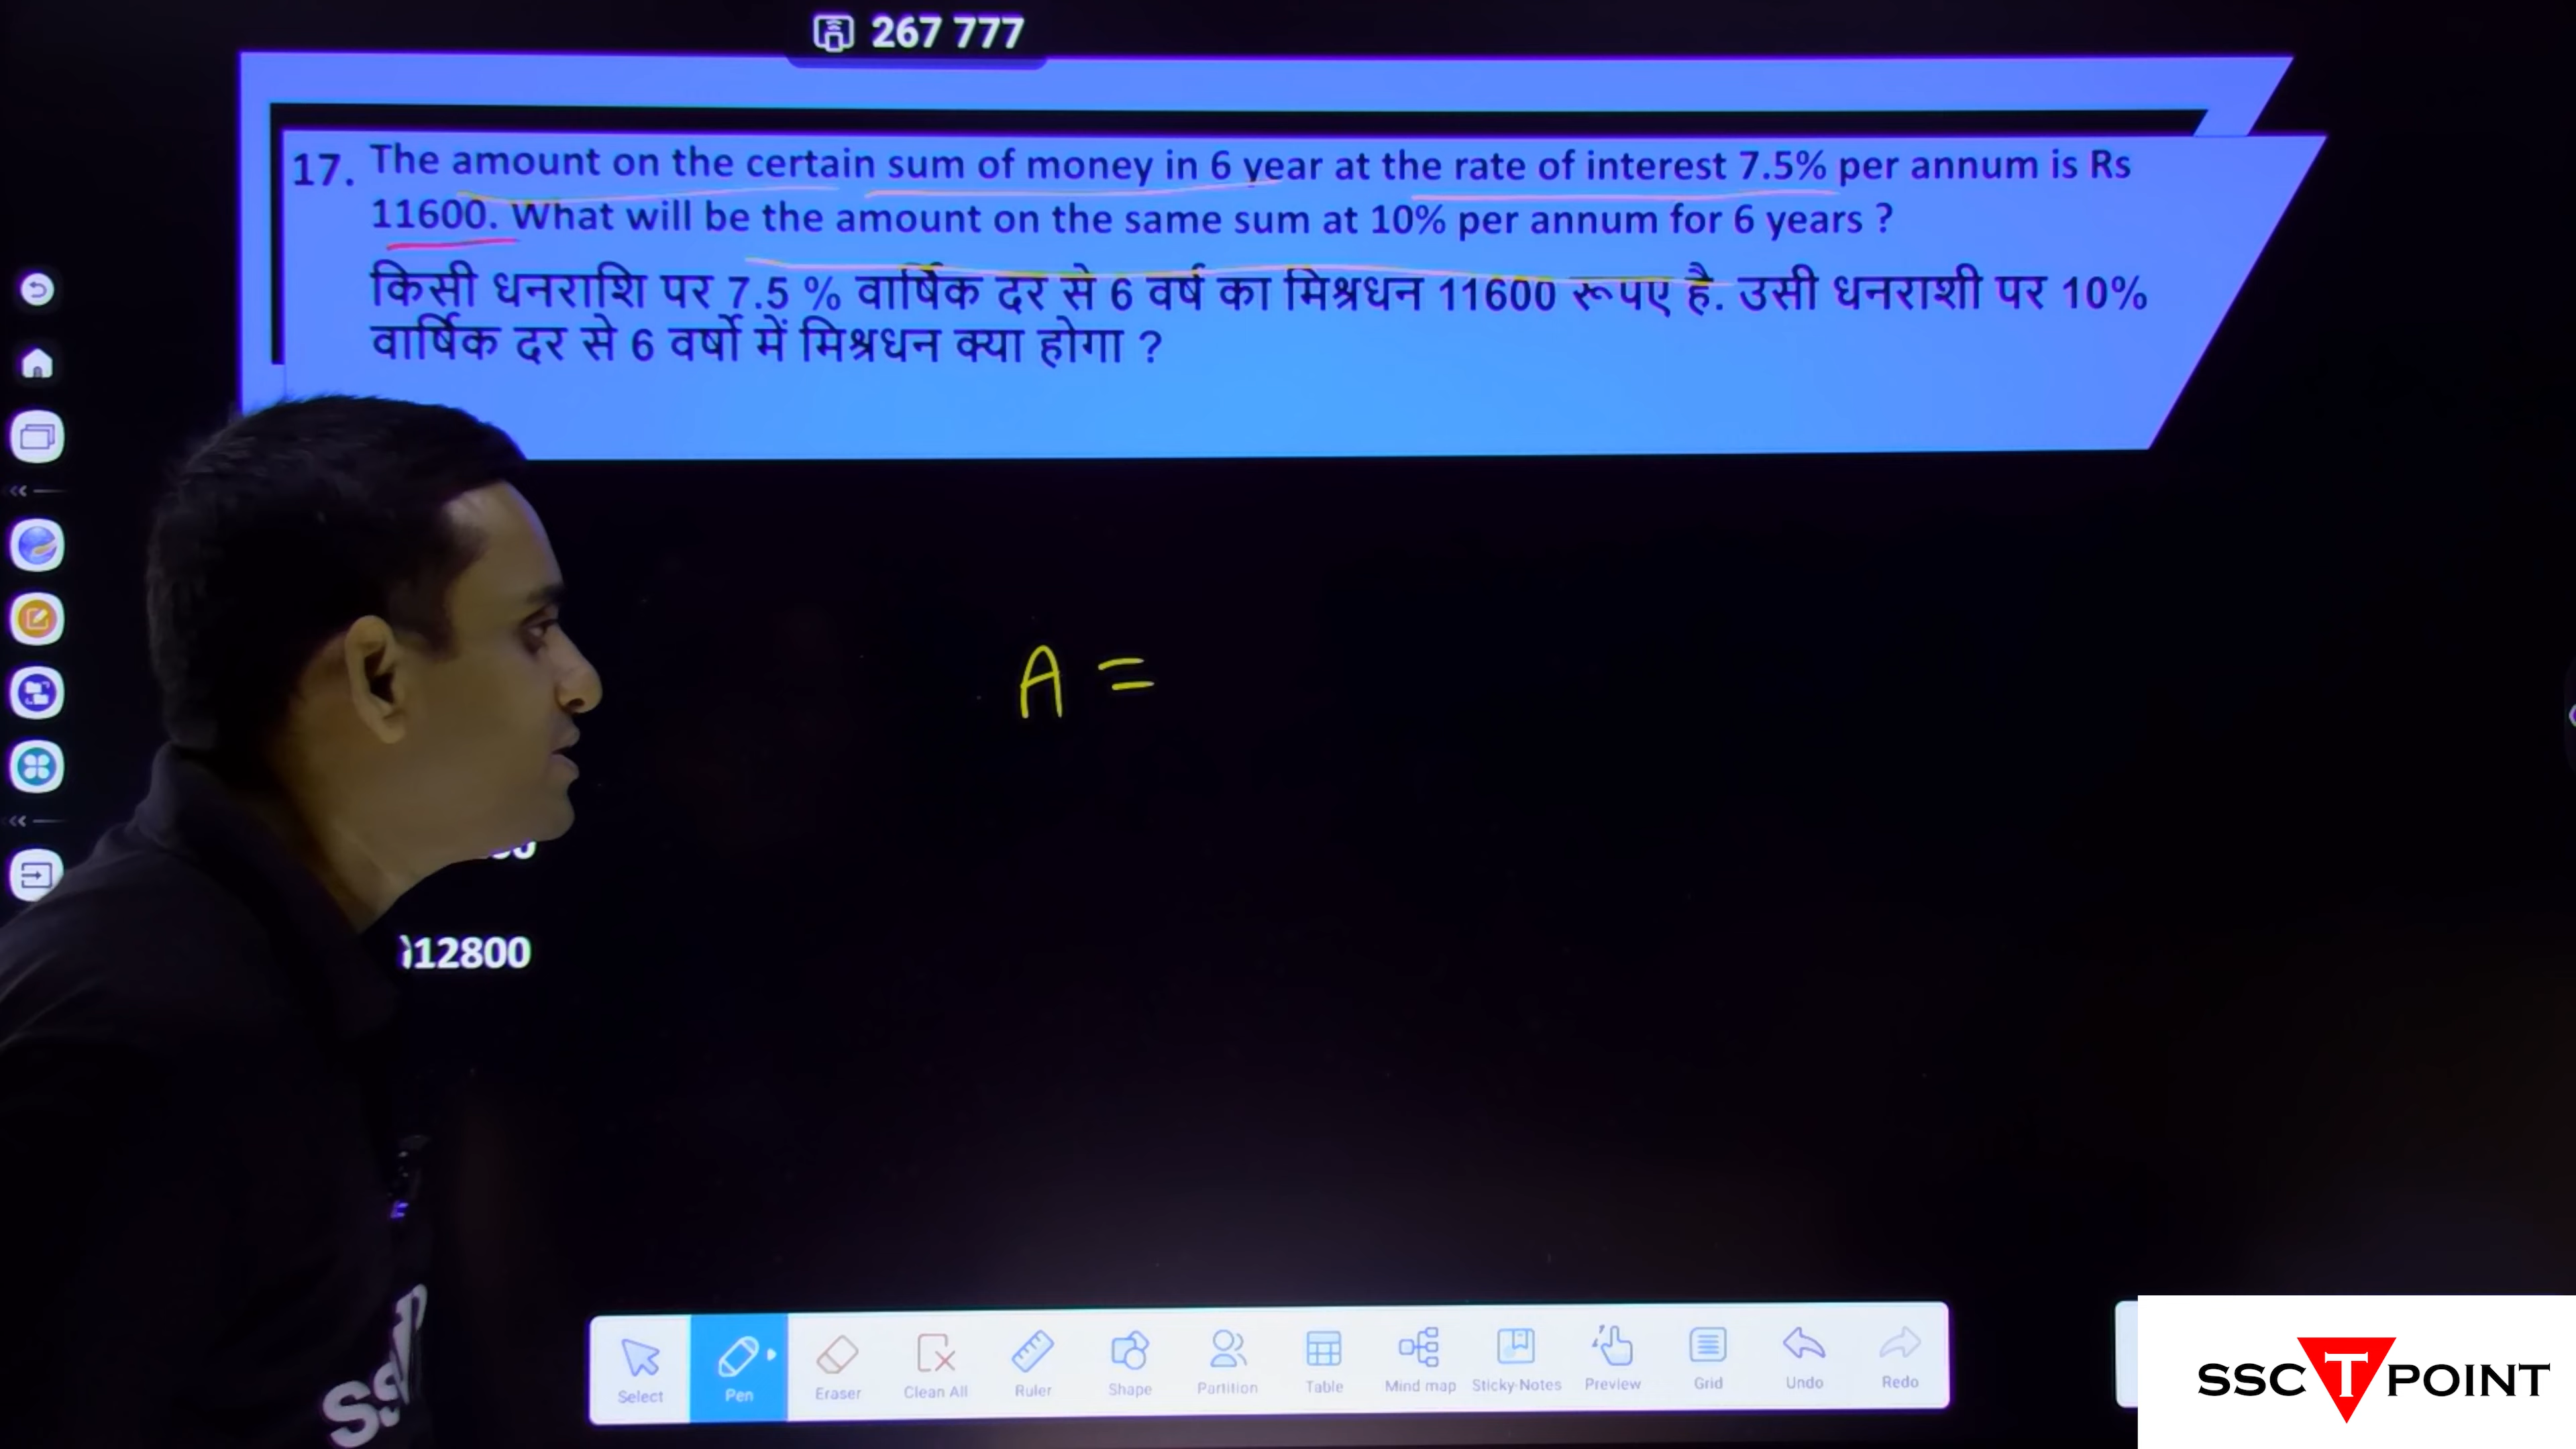 267 777
17. The amount on the certain sum of money in 6 year at the rate of interest 7.5% per annum is Rs
11600. What will be the amount on the same sum at 10% per annum for 6 years ?
किसी धनराशि पर 7.5 % वार्षिक दर से 6 वर्ष का मिश्रधन 11600 रूपए है. उसी धनराशी पर 10%
वार्षिक दर से 6 वर्षो में मिश्रधन क्या होगा ?
A =
)12800
Select Pen Eraser Clean All Ruler Shape Partition Table Mind map Sticky Notes Preview Grid Undo Redo
SSC T POINT